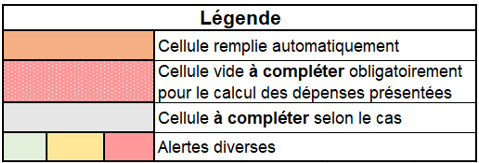 Légende
Cellule remplie automatiquement
Cellule vide à compléter obligatoirement
pour le calcul des dépenses présentées
Cellule à compléter selon le cas
Alertes diverses